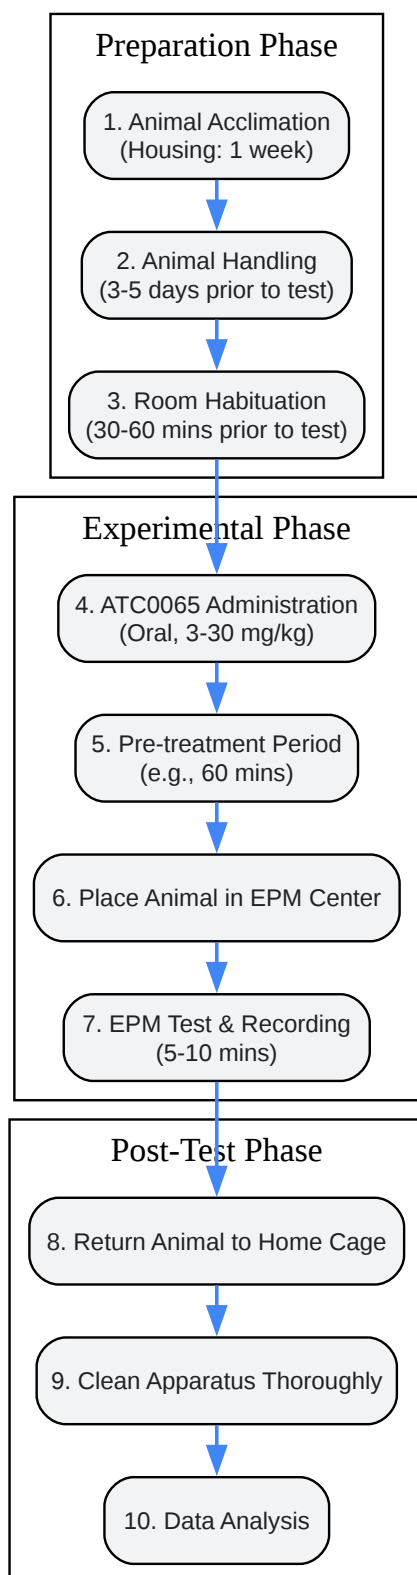 Preparation Phase
1. Animal Acclimation
(Housing: 1 week)
2. Animal Handling
(3-5 days prior to test)
3. Room Habituation
(30-60 mins prior to test)
Experimental Phase
4. ATC0065 Administration
(Oral, 3-30 mg/kg)
5. Pre-treatment Period
(e.g., 60 mins)
6. Place Animal in EPM Center
7. EPM Test & Recording
(5-10 mins)
Post-Test Phase
8. Return Animal to Home Cage
9. Clean Apparatus Thoroughly
10. Data Analysis